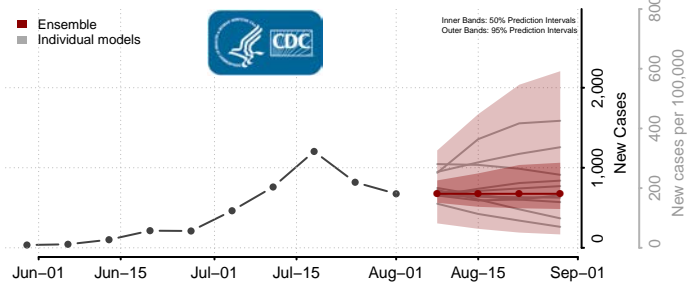 Ensemble
Individual models
CDC
Inner Bands: 50% Prediction Intervals
Outer Bands: 95% Prediction Intervals
2,000
1,000
0
New Cases
800
600
400
200
0
New cases per 100,000
Jun−01 Jun−15 Jul−01 Jul−15 Aug−01 Aug−15 Sep−01